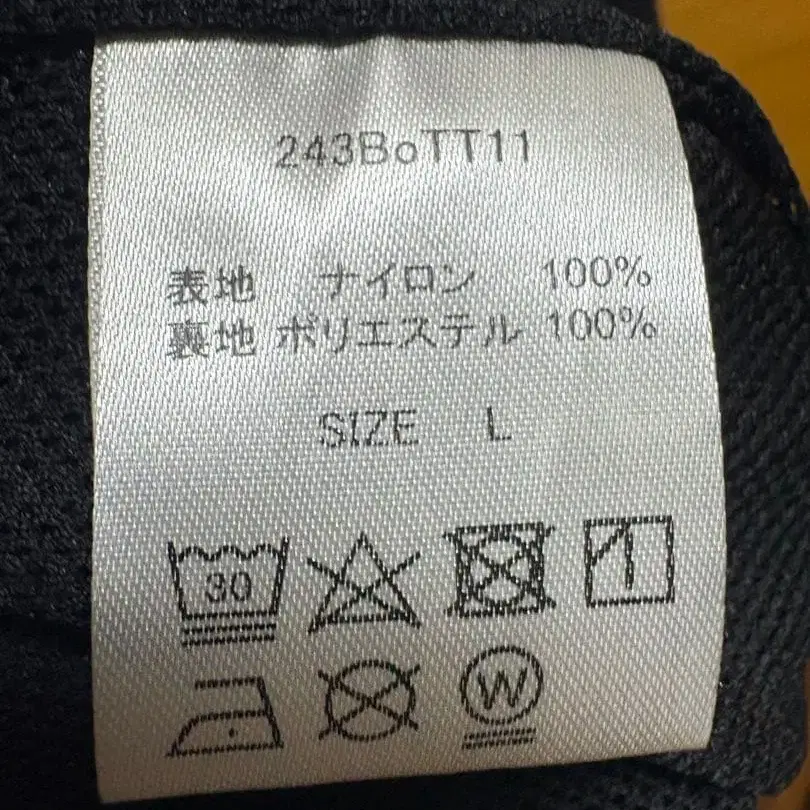 243BoTT11
表地 ナイロン 100%
裏地 ポリエステル 100%
SIZE L
30
W